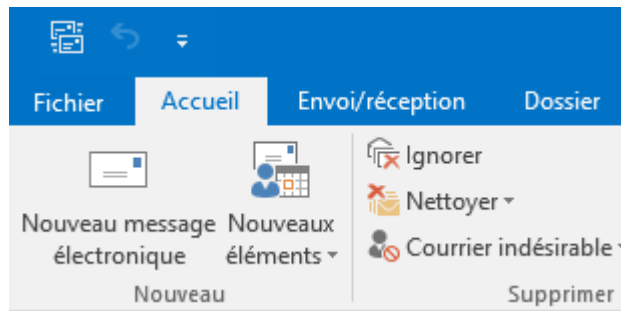 Fichier Accueil Envoi/réception Dossier
Nouveau message
électronique
Nouveaux
éléments
Ignorer
Nettoyer
Courrier indésirable
Nouveau
Supprimer